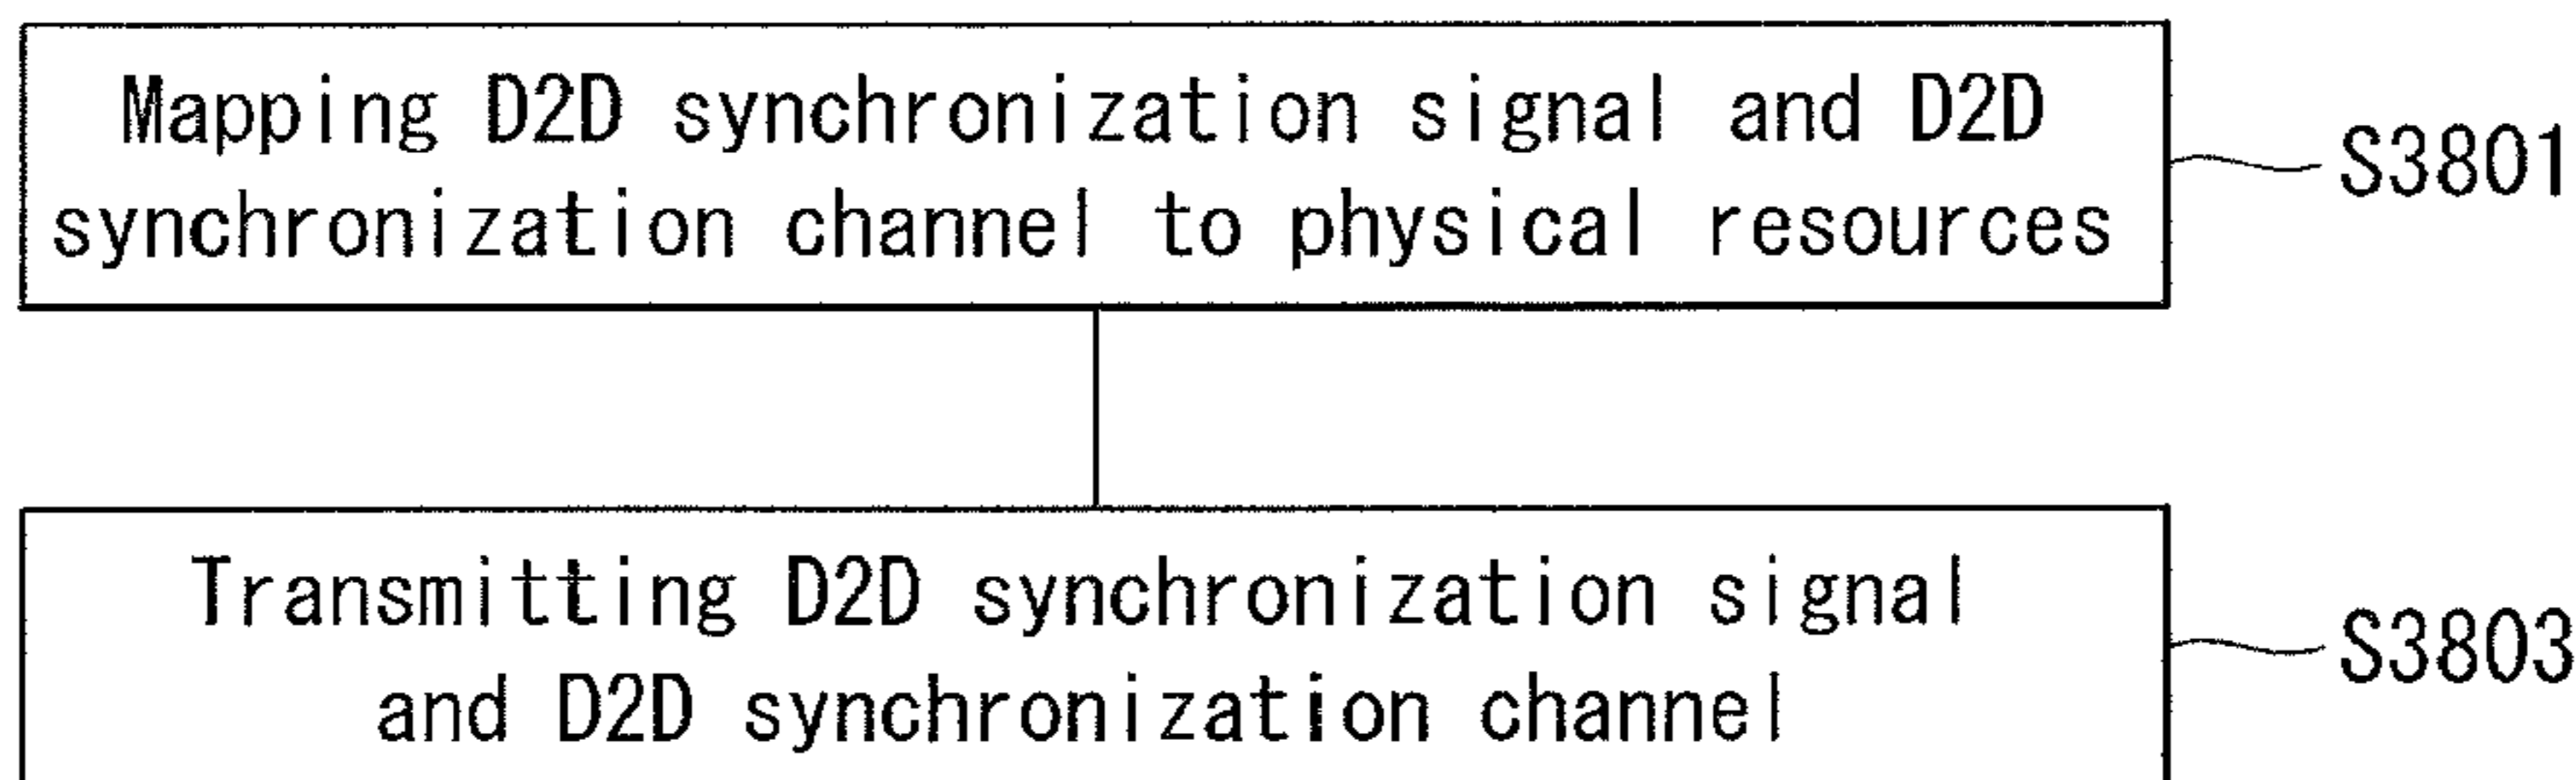 Mapping D2D synchronization signal and D2D
synchronization channel to physical resources
S3801
Transmitting D2D synchronization signal
and D2D synchronization channel
S3803